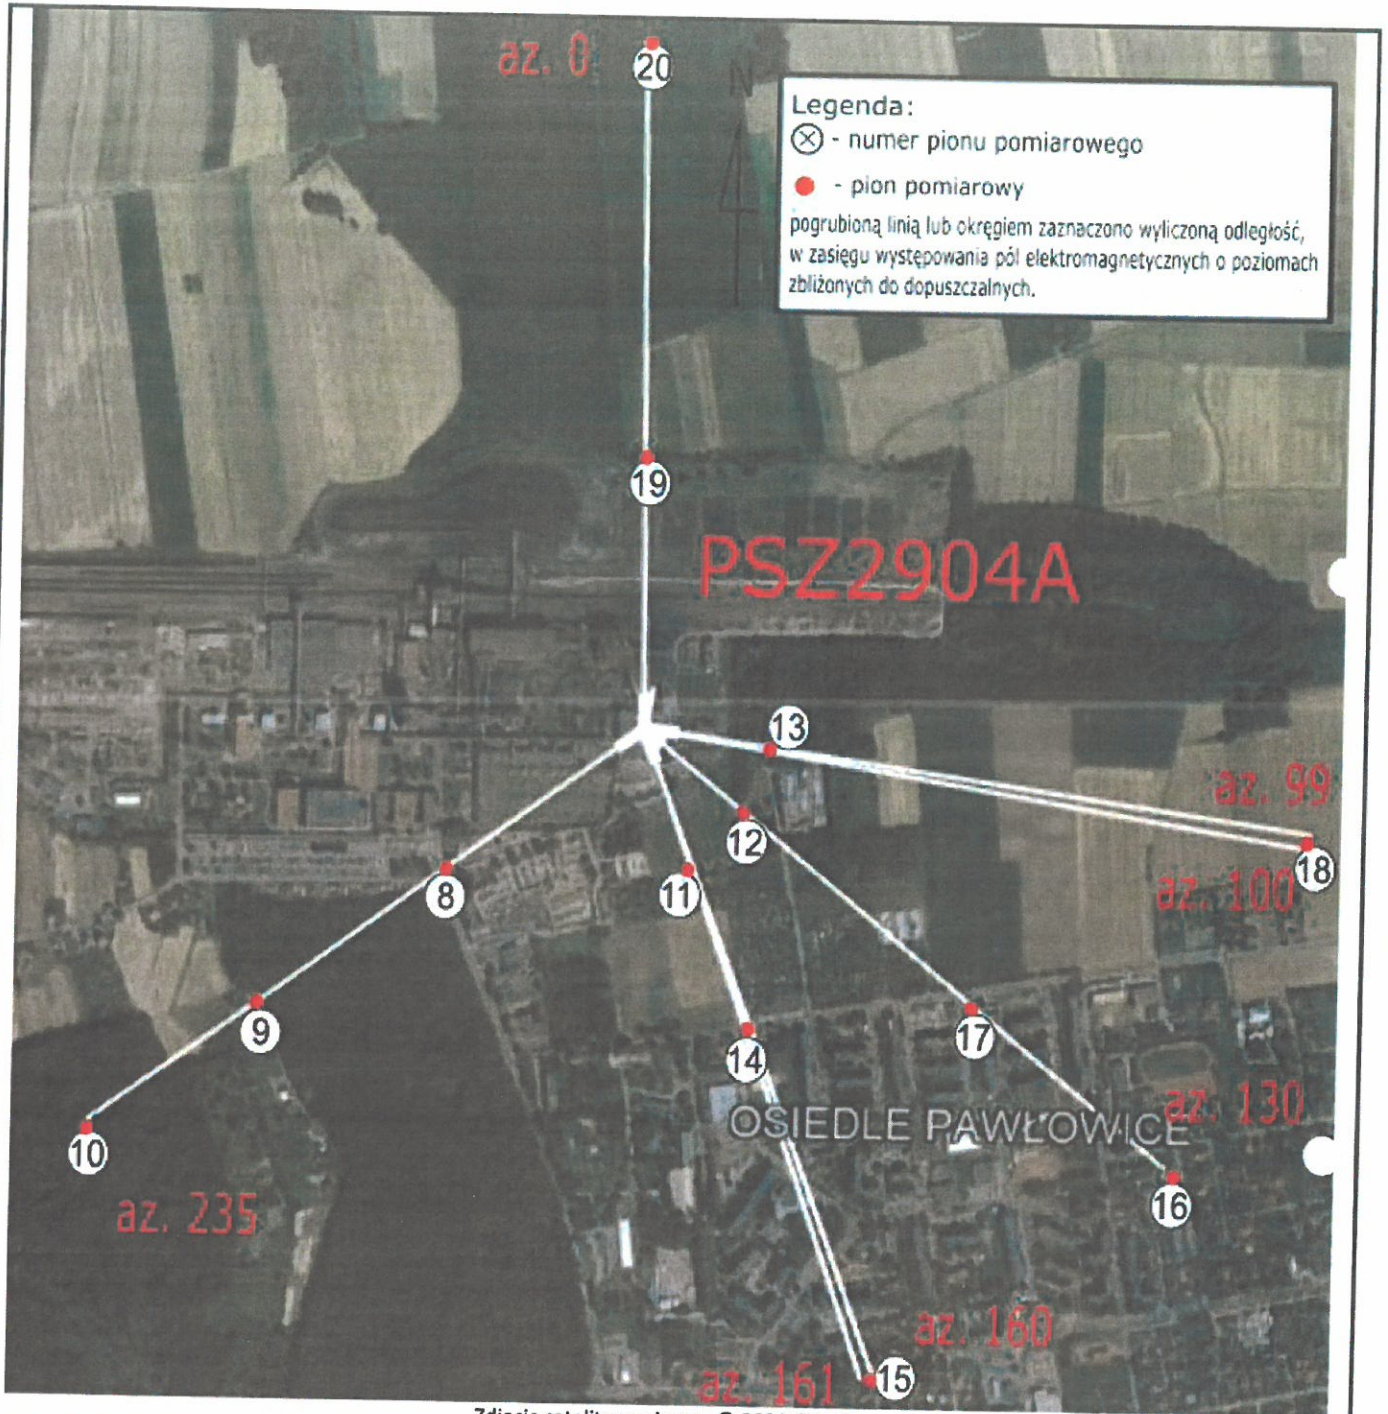 az. 0
20
N
Legenda:
- numer pionu pomiarowego
- pion pomiarowy
pogrubioną linią lub okręgiem zaznaczono wyliczoną odległość,
w zasięgu występowania pól elektromagnetycznych o poziomach
zbliżonych do dopuszczalnych.
19
PSZ2904A
13
az. 99
12
18
8
11
az. 100
9
17
14
az. 130
OSIEDLE PAWŁOWICE
10
16
az. 235
az. 160
az. 161
15